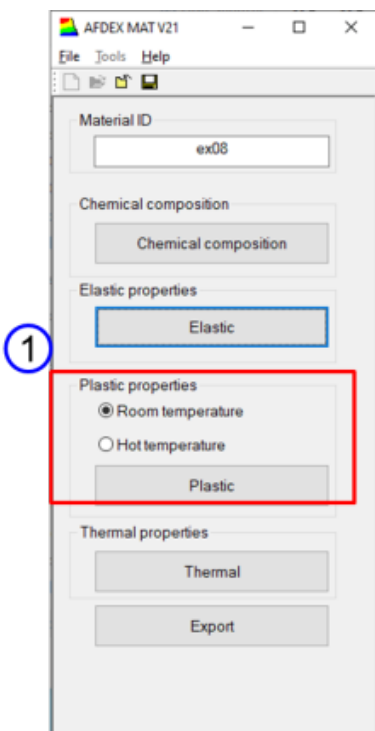 AFDEX MAT V21
File Tools Help
Material ID
ex08
Chemical composition
Chemical composition
Elastic properties
Elastic
1
Plastic properties
Room temperature
Hot temperature
Plastic
Thermal properties
Thermal
Export